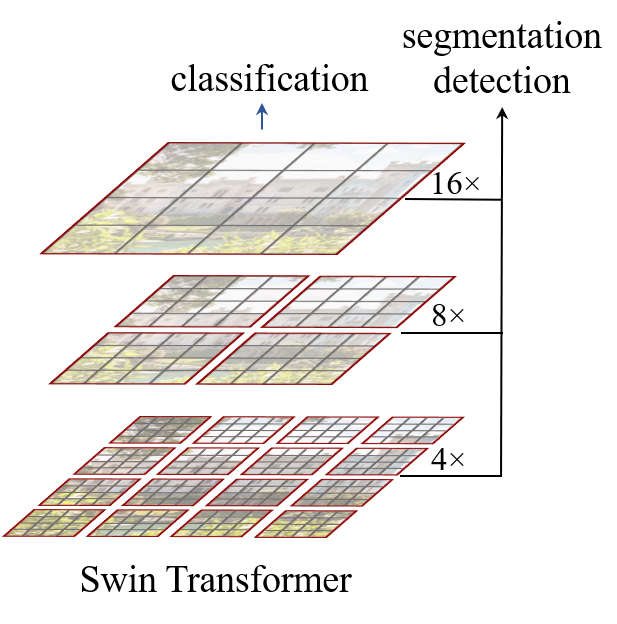 segmentation
detection
classification
16×
8×
4×
Swin Transformer